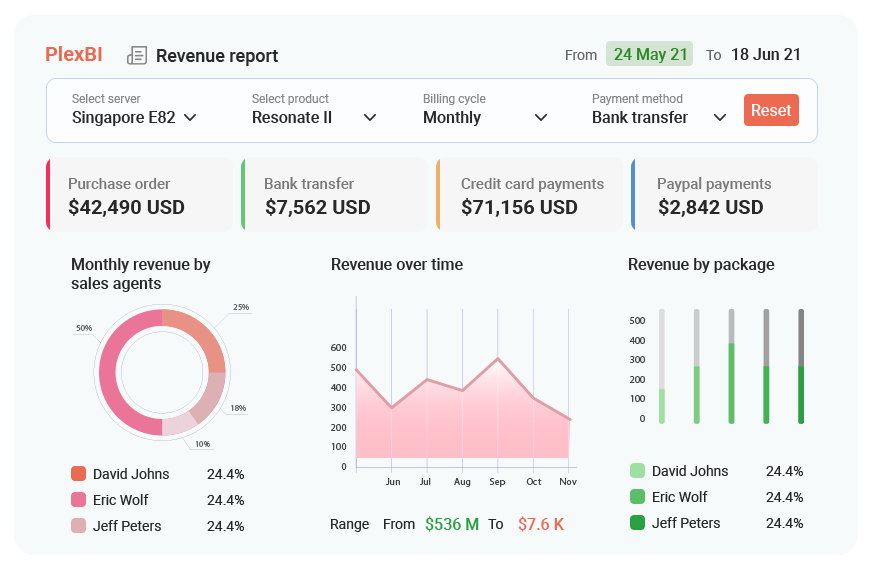 PlexBI
Revenue report
From 24 May 21 To 18 Jun 21
Select server
Singapore E82
Select product
Resonate II
Billing cycle
Monthly
Payment method
Bank transfer
Reset
Purchase order
$42,490 USD
Bank transfer
$7,562 USD
Credit card payments
$71,156 USD
Paypal payments
$2,842 USD
Monthly revenue by
sales agents
25%
50%
18%
10%
David Johns 24.4%
Eric Wolf 24.4%
Jeff Peters 24.4%
Revenue over time
600
500
400
300
200
100
0
Jun Jul Aug Sep Oct Nov
Range From $536 M To $7.6 K
Revenue by package
500
400
300
200
100
0
David Johns 24.4%
Eric Wolf 24.4%
Jeff Peters 24.4%